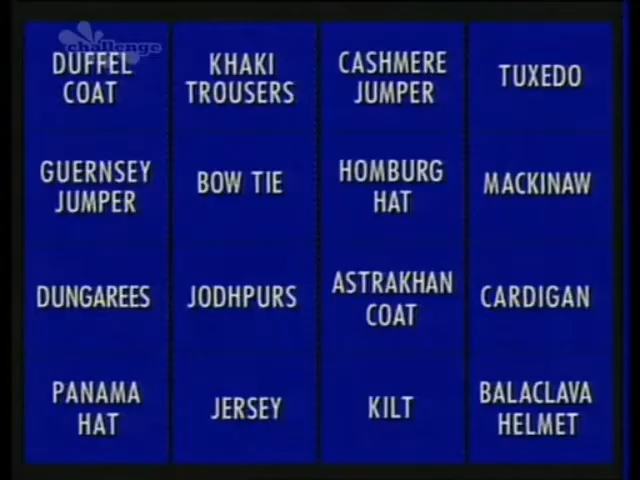 challenge
DUFFEL
COAT
KHAKI
TROUSERS
CASHMERE
JUMPER
TUXEDO
GUERNSEY
JUMPER
BOW TIE
HOMBURG
HAT
MACKINAW
DUNGAREES
JODHPURS
ASTRAKHAN
COAT
CARDIGAN
PANAMA
HAT
JERSEY
KILT
BALACLAVA
HELMET